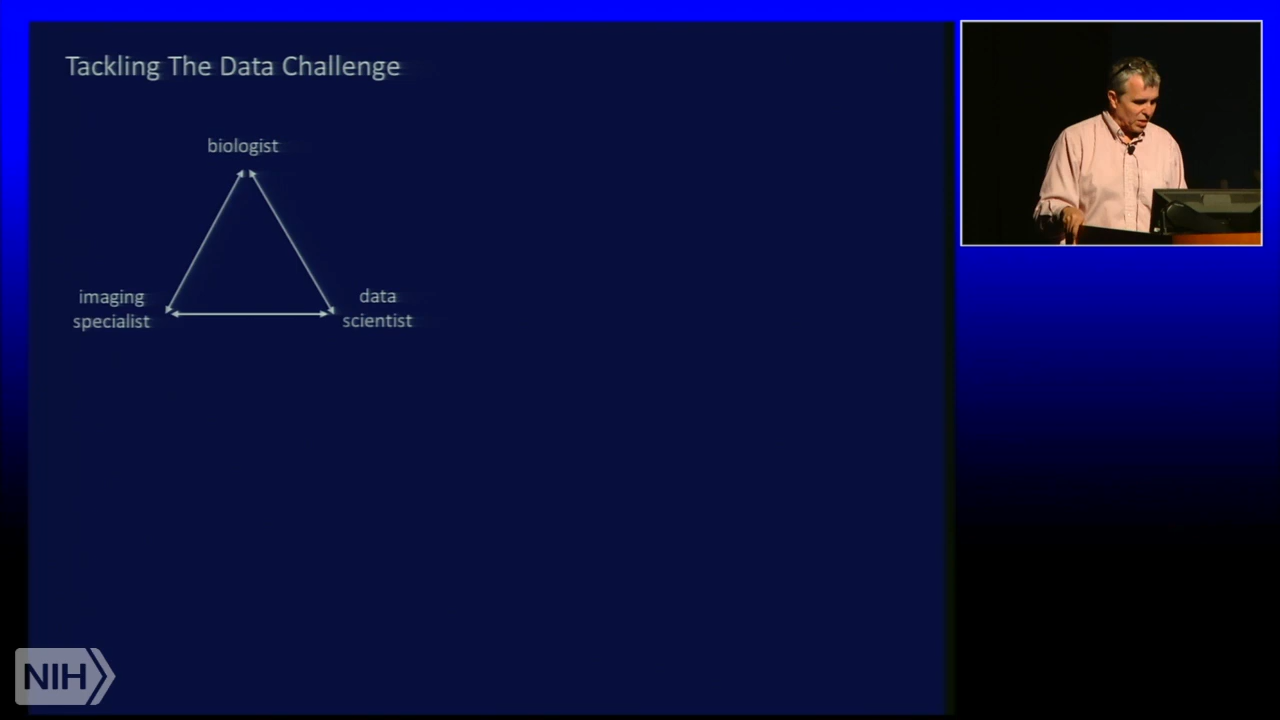 Tackling The Data Challenge
biologist
imaging
specialist
data
scientist
NIH